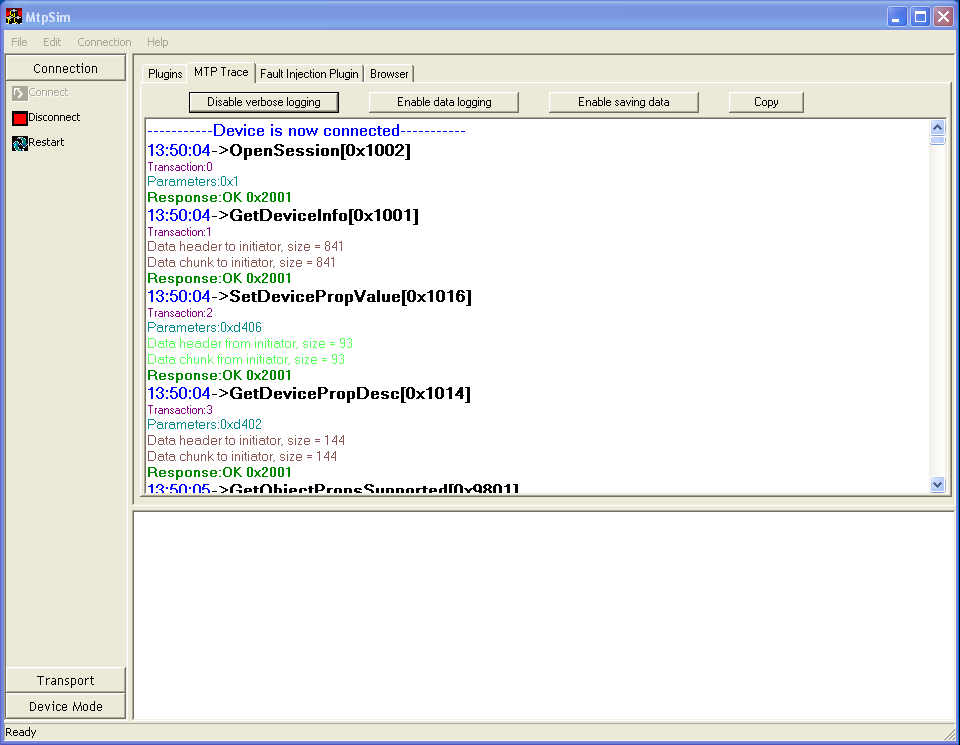 MtpSim
File Edit Connection Help
Connection
Connect
Disconnect
Restart
Plugins MTP Trace Fault Injection Plugin Browser
Disable verbose logging Enable data logging Enable saving data Copy
-----------Device is now connected-----------
13:50:04->OpenSession[0x1002]
Transaction:0
Parameters:0x1
Response:OK 0x2001
13:50:04->GetDeviceInfo[0x1001]
Transaction:1
Data header to initiator, size = 841
Data chunk to initiator, size = 841
Response:OK 0x2001
13:50:04->SetDevicePropValue[0x1016]
Transaction:2
Parameters:0xd406
Data header from initiator, size = 93
Data chunk from initiator, size = 93
Response:OK 0x2001
13:50:04->GetDevicePropDesc[0x1014]
Transaction:3
Parameters:0xd402
Data header to initiator, size = 144
Data chunk to initiator, size = 144
Response:OK 0x2001
13:50:05->GetObjectPropsSupported[0x9801]
Transport
Device Mode
Ready